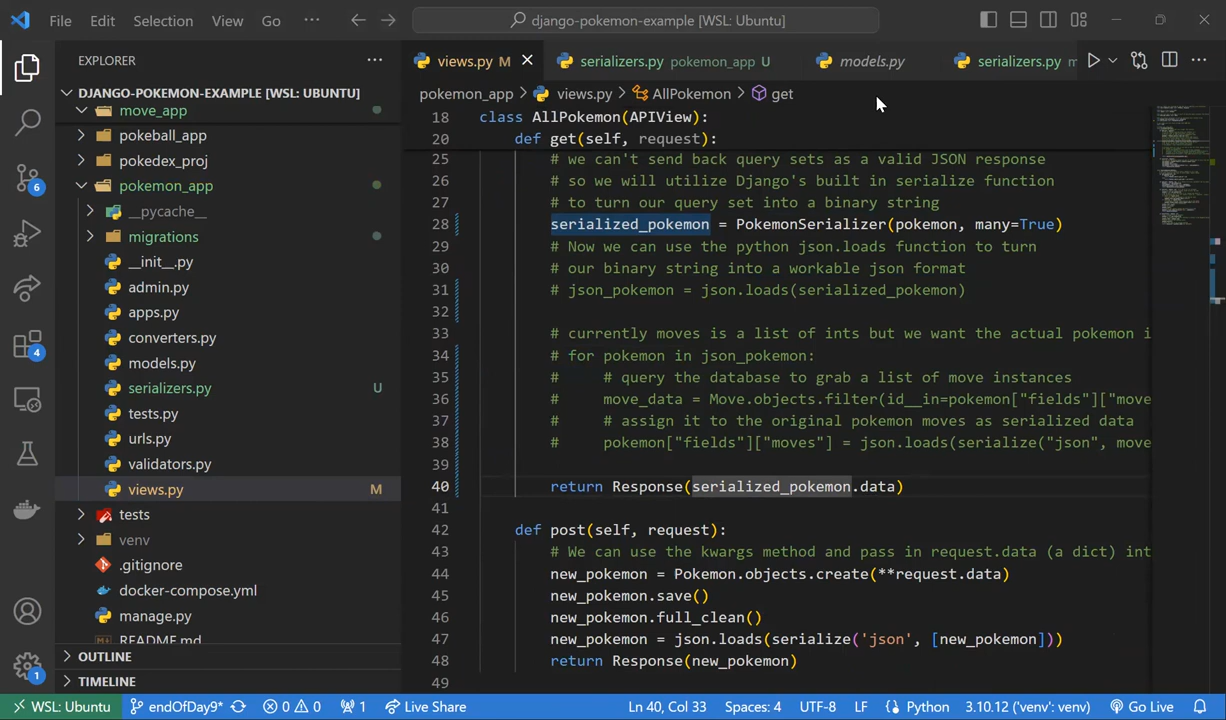 File Edit Selection View Go ··· django-pokemon-example [WSL: Ubuntu]
EXPLORER
DJANGO-POKEMON-EXAMPLE [WSL: UBUNTU]
move_app
pokeball_app
pokedex_proj
pokemon_app
__pycache__
migrations
__init__.py
admin.py
apps.py
converters.py
models.py
serializers.py U
tests.py
urls.py
validators.py
views.py M
tests
venv
.gitignore
docker-compose.yml
manage.py
README.md
OUTLINE
TIMELINE
6
4
1
views.py M serializers.py pokemon_app U models.py serializers.py m
pokemon_app > views.py > AllPokemon > get
18 class AllPokemon(APIView):
20 def get(self, request):
25 # we can't send back query sets as a valid JSON response
26 # so we will utilize Django's built in serialize function
27 # to turn our query set into a binary string
28 serialized_pokemon = PokemonSerializer(pokemon, many=True)
29 # Now we can use the python json.loads function to turn
30 # our binary string into a workable json format
31 # json_pokemon = json.loads(serialized_pokemon)
32
33 # currently moves is a list of ints but we want the actual pokemon i
34 # for pokemon in json_pokemon:
35 # # query the database to grab a list of move instances
36 # move_data = Move.objects.filter(id__in=pokemon["fields"]["move
37 # # assign it to the original pokemon moves as serialized data
38 # pokemon["fields"]["moves"] = json.loads(serialize("json", move
39
40 return Response(serialized_pokemon.data)
41
42 def post(self, request):
43 # We can use the kwargs method and pass in request.data (a dict) int
44 new_pokemon = Pokemon.objects.create(**request.data)
45 new_pokemon.save()
46 new_pokemon.full_clean()
47 new_pokemon = json.loads(serialize('json', [new_pokemon]))
48 return Response(new_pokemon)
49
WSL: Ubuntu endOfDay9* 0 0 1 Live Share Ln 40, Col 33 Spaces: 4 UTF-8 LF Python 3.10.12 ('venv': venv) Go Live